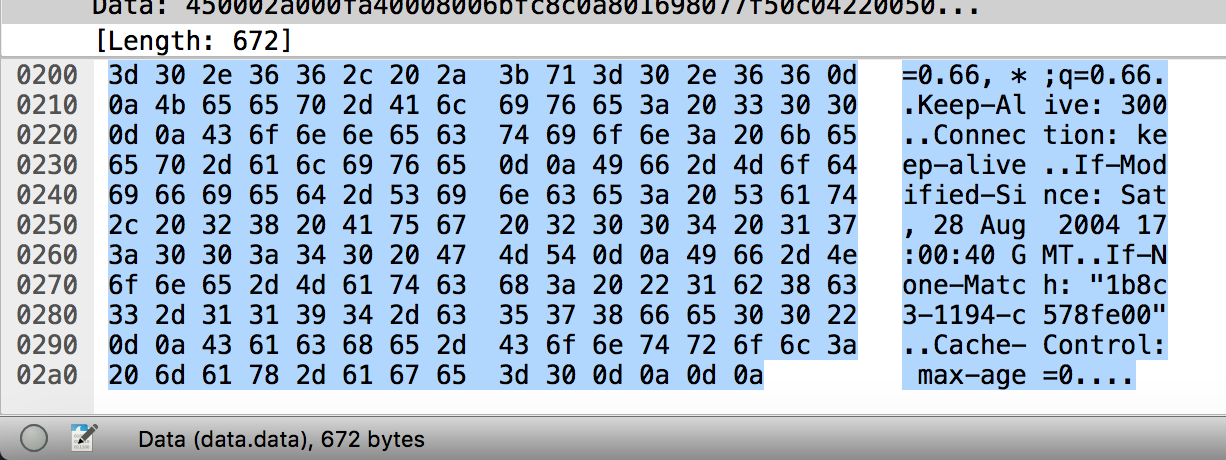 Data: 450002a000fa40008006bfc8c0a801698077f50c04220050...
[Length: 672]
0200 3d 30 2e 36 36 2c 20 2a 3b 71 3d 30 2e 36 36 0d =0.66, * ;q=0.66.
0210 0a 4b 65 65 70 2d 41 6c 69 76 65 3a 20 33 30 30 .Keep-Al ive: 300
0220 0d 0a 43 6f 6e 6e 65 63 74 69 6f 6e 3a 20 6b 65 ..Connec tion: ke
0230 65 70 2d 61 6c 69 76 65 0d 0a 49 66 2d 4d 6f 64 ep-alive ..If-Mod
0240 69 66 69 65 64 2d 53 69 6e 63 65 3a 20 53 61 74 ified-Si nce: Sat
0250 2c 20 32 38 20 41 75 67 20 32 30 30 34 20 31 37 , 28 Aug  2004 17
0260 3a 30 30 3a 34 30 20 47 4d 54 0d 0a 49 66 2d 4e :00:40 G MT..If-N
0270 6f 6e 65 2d 4d 61 74 63 68 3a 20 22 31 62 38 63 one-Matc h: "1b8c
0280 33 2d 31 31 39 34 2d 63 35 37 38 66 65 30 30 22 3-1194-c 578fe00"
0290 0d 0a 43 61 63 68 65 2d 43 6f 6e 74 72 6f 6c 3a ..Cache- Control:
02a0 20 6d 61 78 2d 61 67 65 3d 30 0d 0a 0d 0a  max-age =0....
Data (data.data), 672 bytes